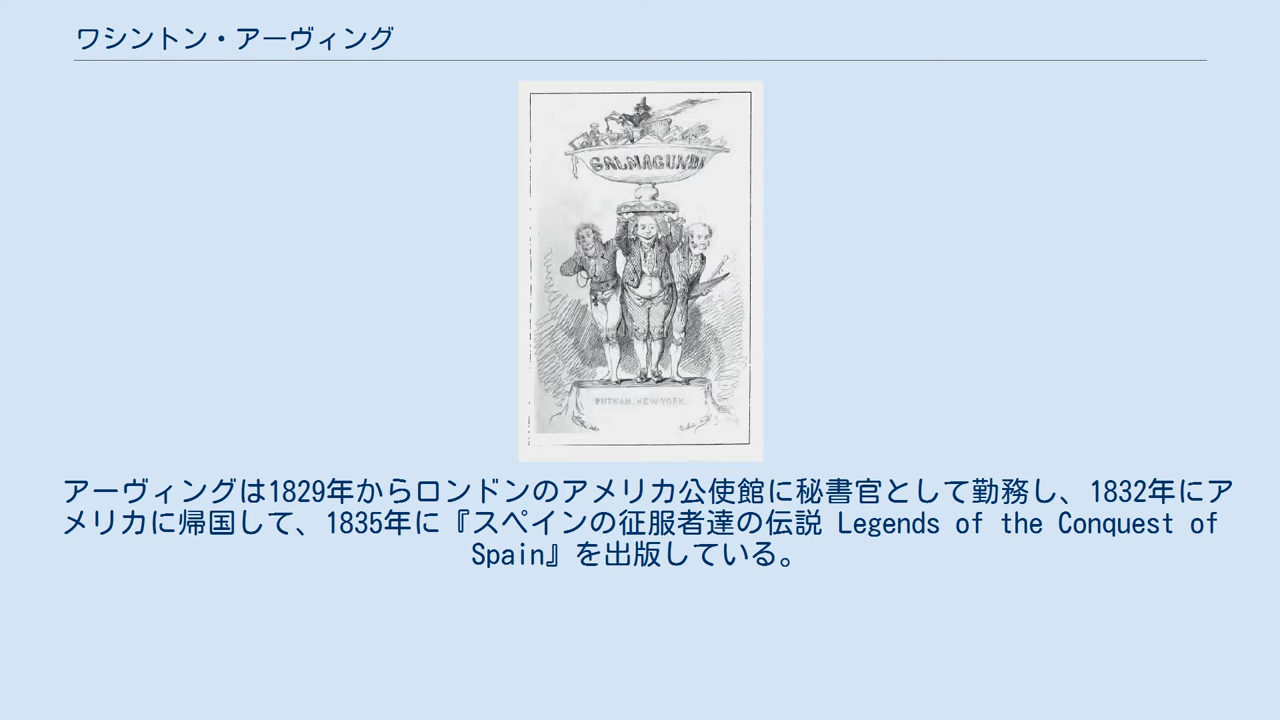 ワシントン・アーヴィング
SALMAGUNDI
PUTNAM. NEW YORK.
アーヴィングは1829年からロンドンのアメリカ公使館に秘書官として勤務し、1832年にア
メリカに帰国して、1835年に『スペインの征服者達の伝説 Legends of the Conquest of
Spain』を出版している。